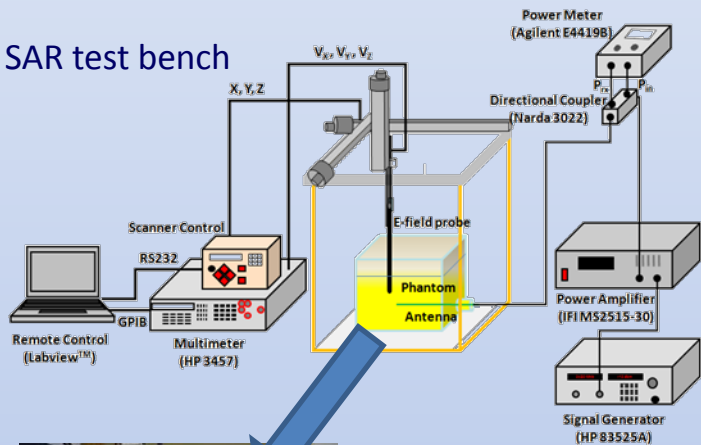 SAR test bench
Power Meter
(Agilent E4419B)
Vx, Vy, Vz
X, Y, Z
Prx Pin
Directional Coupler
(Narda 3022)
Scanner Control
E-field probe
RS232
Phantom
Antenna
GPIB
Power Amplifier
(IFI MS2515-30)
Remote Control
(Labview™)
Multimeter
(HP 3457)
Signal Generator
(HP 83525A)